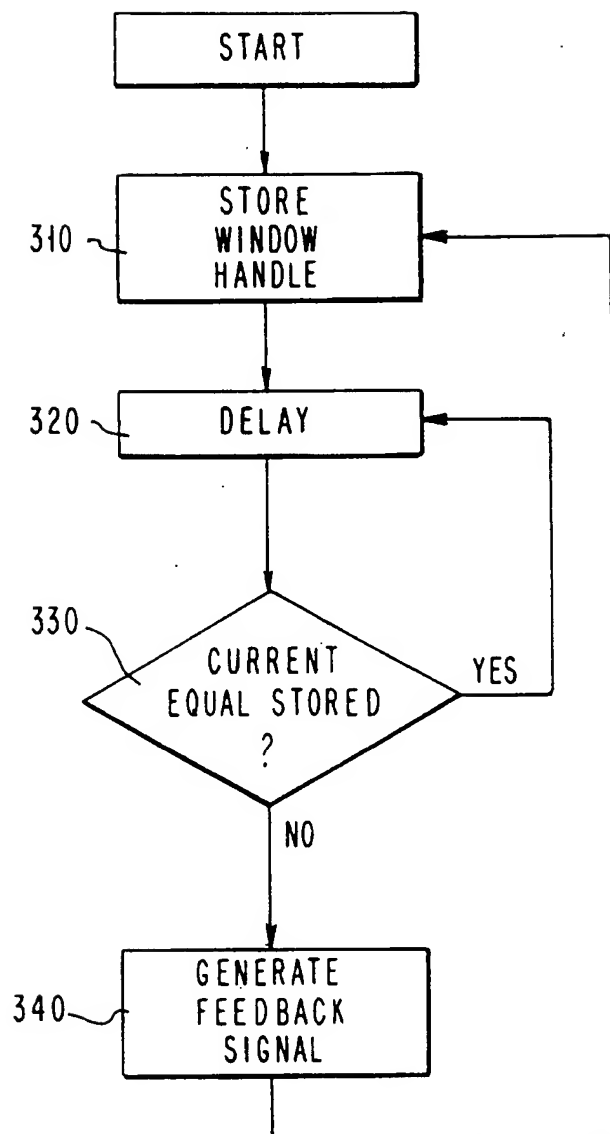 START
310
STORE
WINDOW
HANDLE
320
DELAY
330
CURRENT
EQUAL STORED
?
YES
NO
340
GENERATE
FEEDBACK
SIGNAL